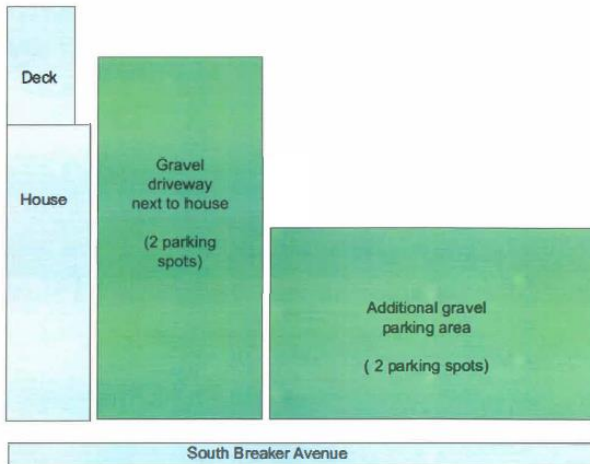 Deck
House
Gravel
driveway
next to house
(2 parking
spots)
Additional gravel
parking area
( 2 parking spots)
South Breaker Avenue